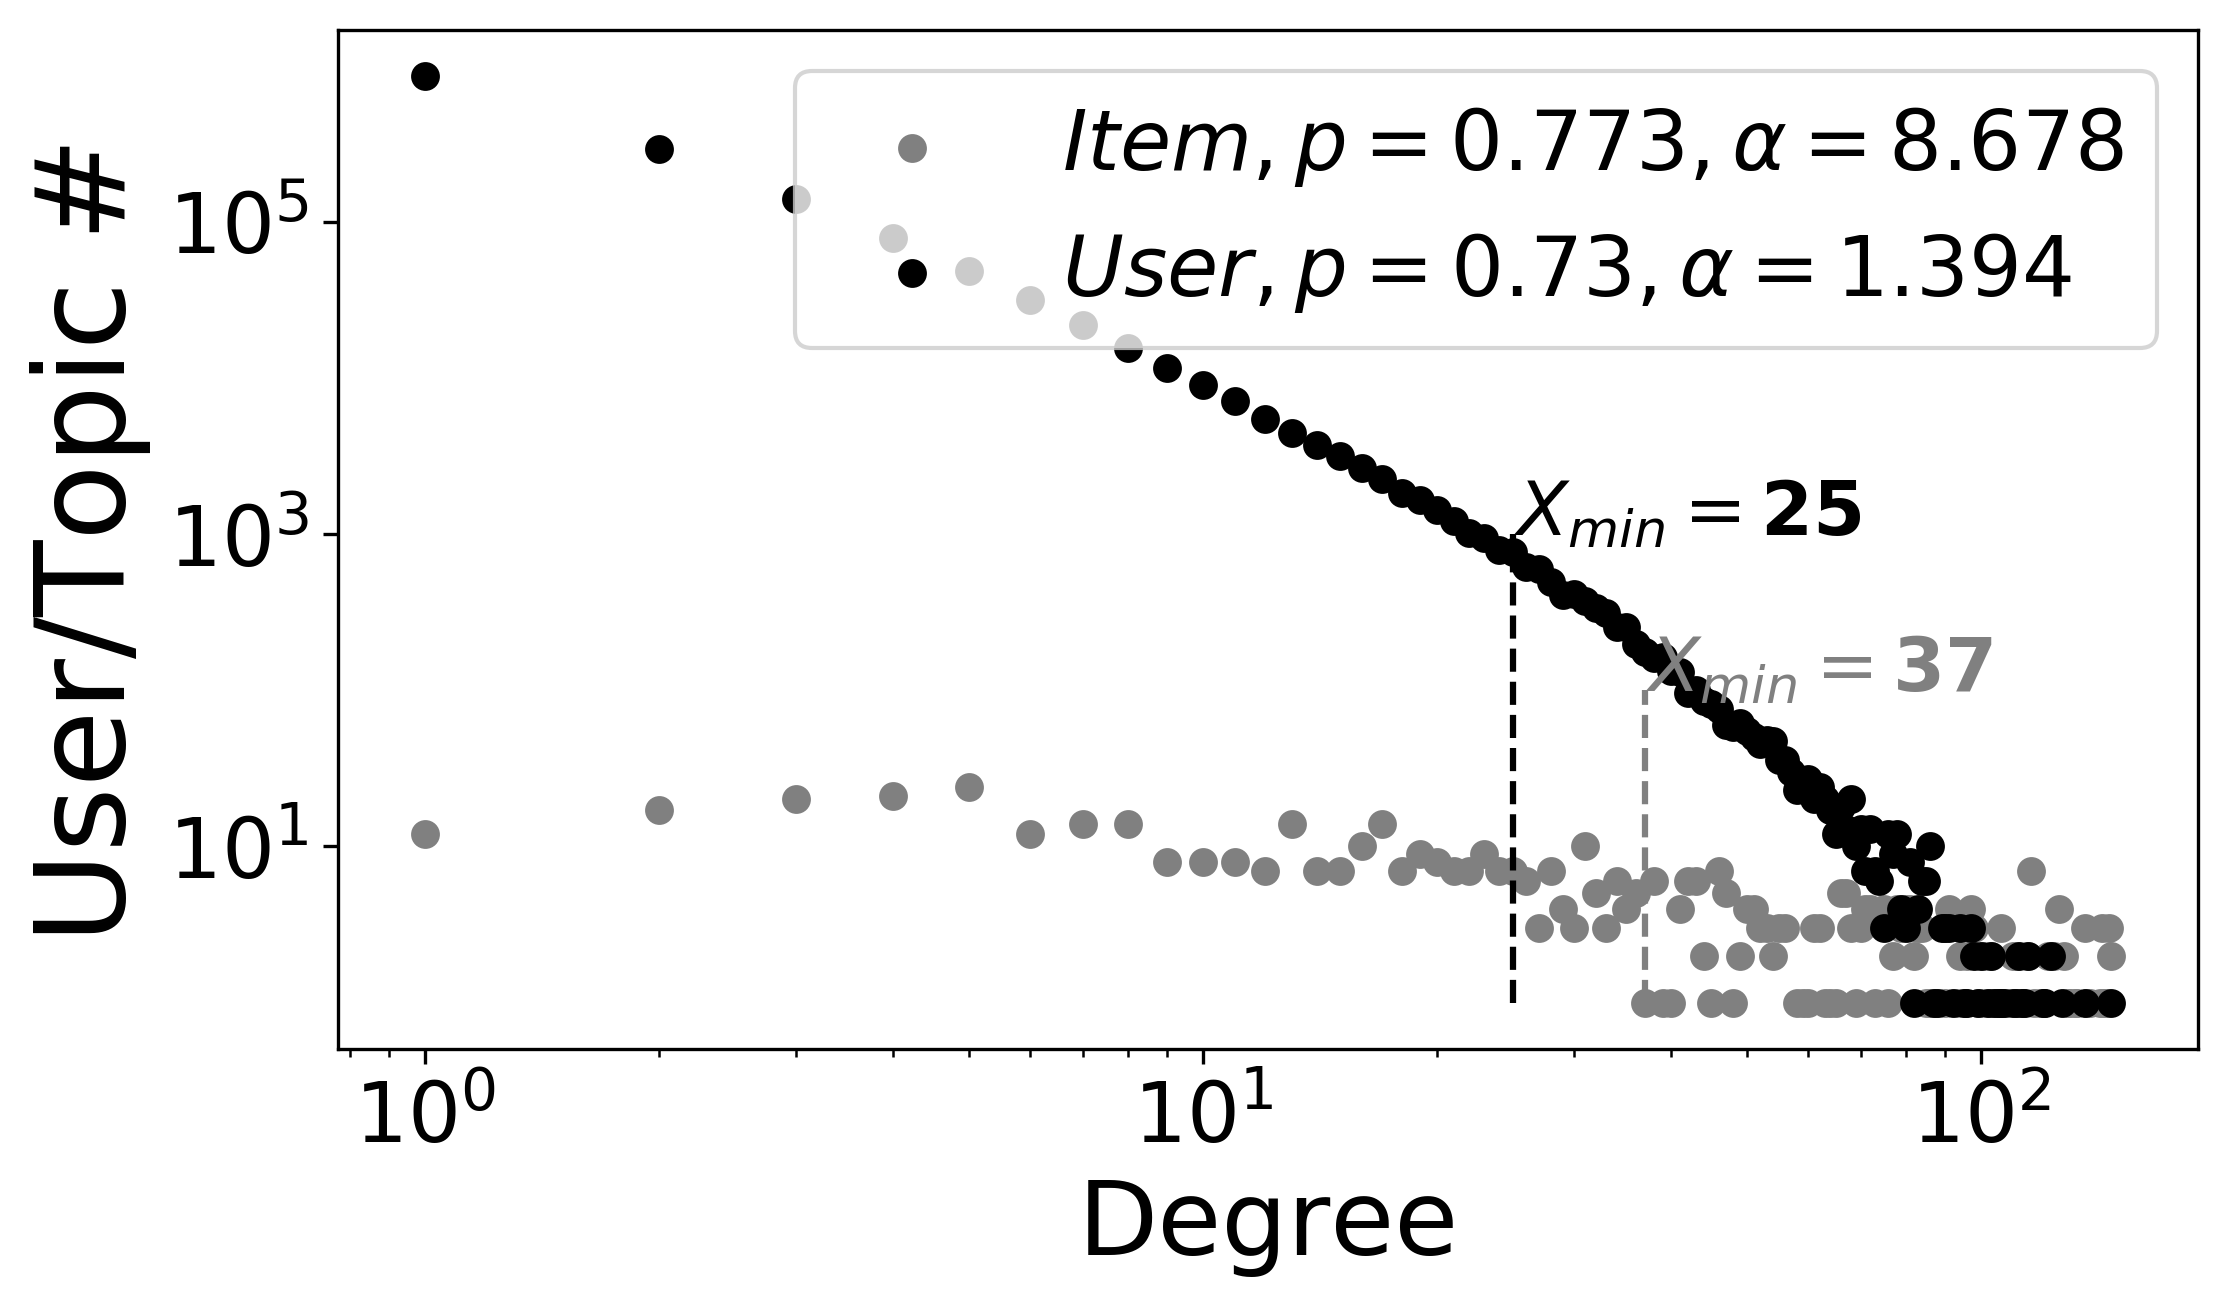 User/Topic #
10^5
10^3
10^1
Item, p = 0.773, α = 8.678
User, p = 0.73, α = 1.394
X_min = 25
X_min = 37
10^0
10^1
10^2
Degree